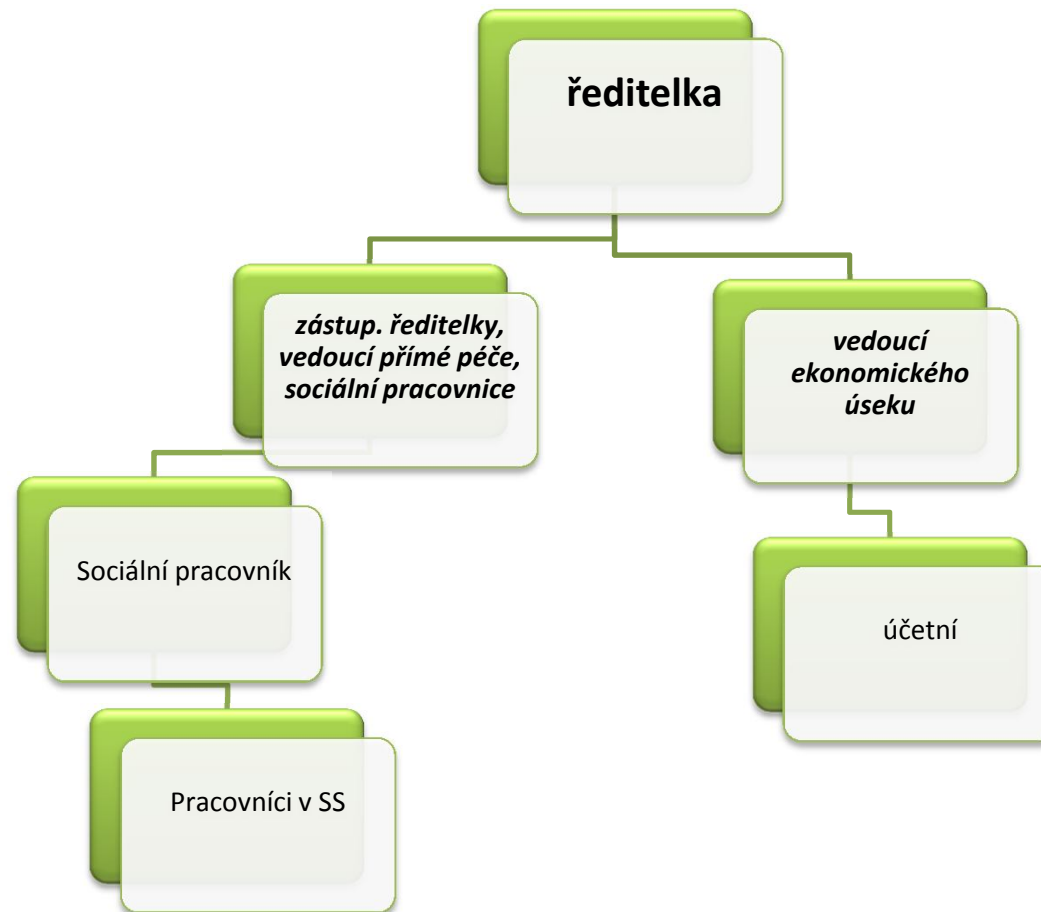 ředitelka
zástup. ředitelky,
vedoucí přímé péče,
sociální pracovnice
vedoucí
ekonomického
úseku
Sociální pracovník
účetní
Pracovníci v SS